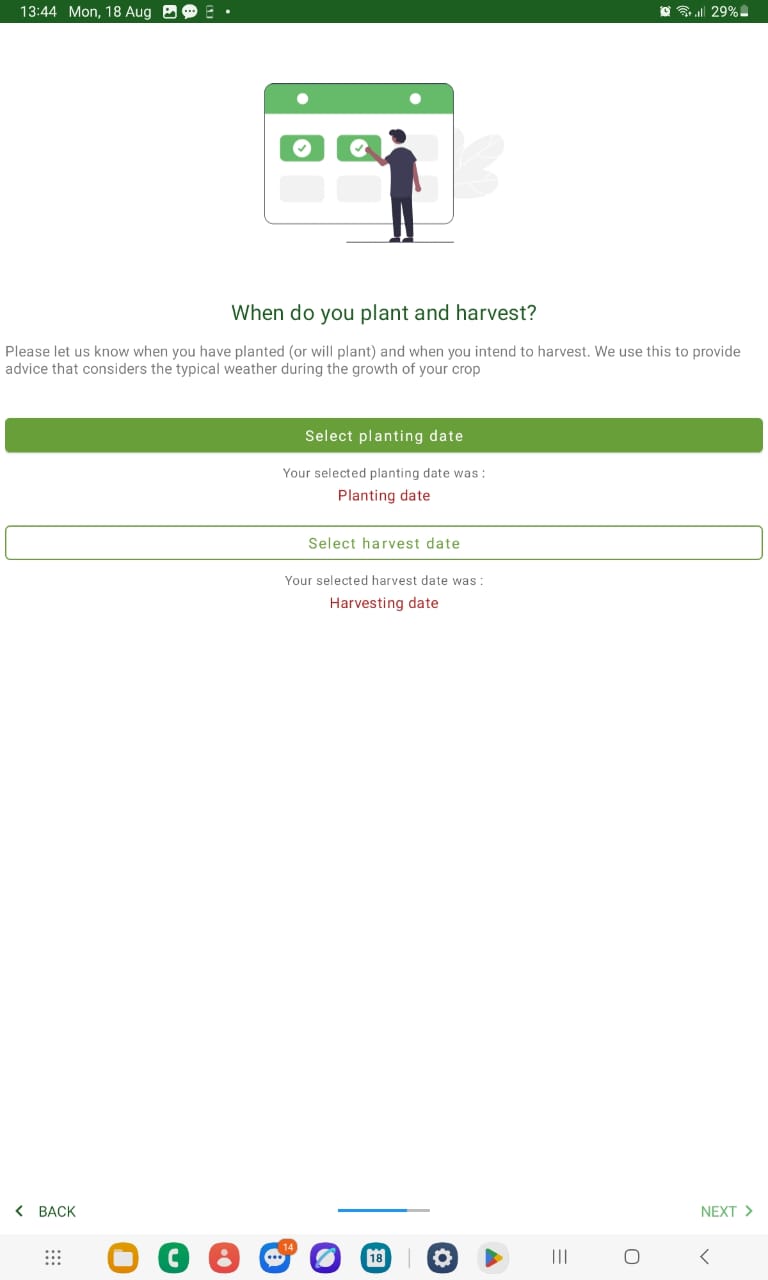 13:44 Mon, 18 Aug
29%
When do you plant and harvest?
Please let us know when you have planted (or will plant) and when you intend to harvest. We use this to provide
advice that considers the typical weather during the growth of your crop
Select planting date
Your selected planting date was :
Planting date
Select harvest date
Your selected harvest date was :
Harvesting date
BACK
NEXT
14
18